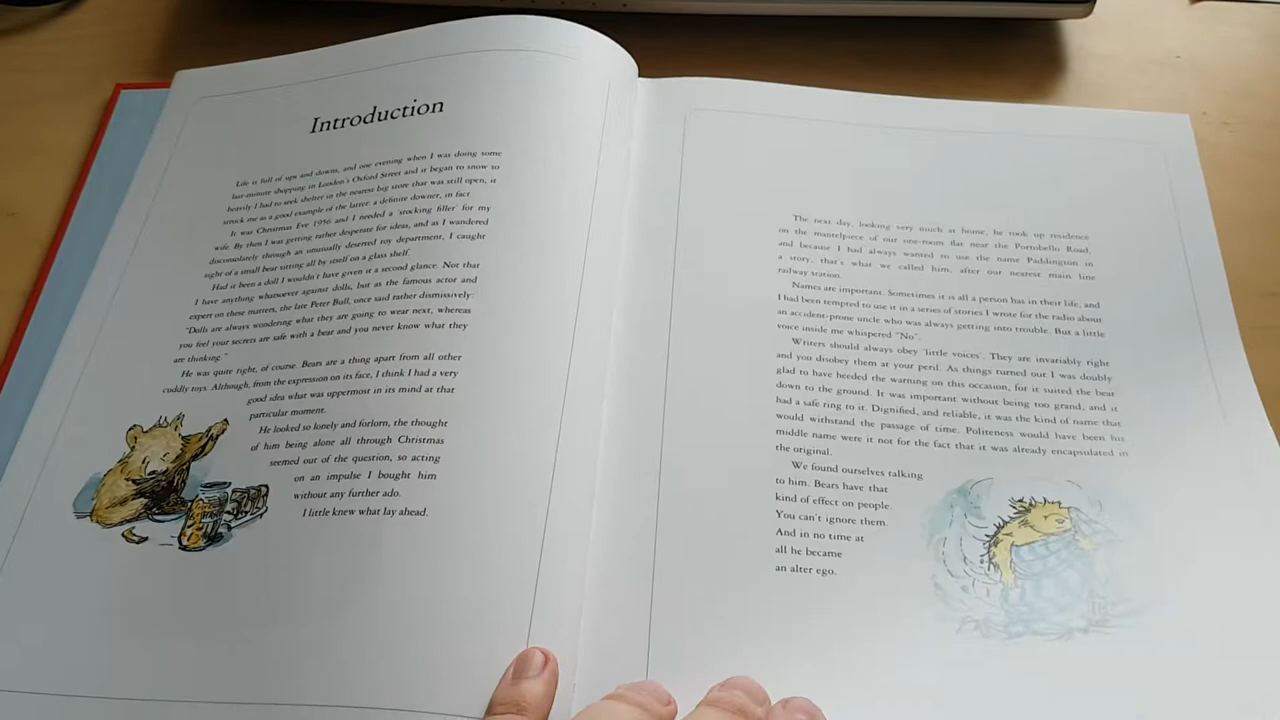 Introduction
Life is full of ups and downs, and one evening when I was doing some
last-minute shopping in London's Oxford Street and it began to snow so
heavily I had to seek shelter in the nearest big store that was still open, it
struck me as a good example of the latter: a definite downer, in fact
It was Christmas Eve 1956 and I needed a 'stocking filler' for my
wife. By then I was getting rather desperate for ideas, and as I wandered
disconsolately through an unusually deserted toy department, I caught
sight of a small bear sitting all by itself on a glass shelf.
Had it been a doll I wouldn't have given it a second glance. Not that
I have anything whatsoever against dolls, but as the famous actor and
expert on these matters, the late Peter Bull, once said rather dismissively:
"Dolls are always wondering what they are going to wear next, whereas
you feel your secrets are safe with a bear and you never know what they
are thinking."
He was quite right, of course. Bears are a thing apart from all other
cuddly toys. Although, from the expression on its face, I think I had a very
good idea what was uppermost in its mind at that
particular moment.
He looked so lonely and forlorn, the thought
of him being alone all through Christmas
seemed out of the question, so acting
on an impulse I bought him
without any further ado.
I little knew what lay ahead.
The next day, looking very much at home, he took up residence
on the mantelpiece of our one-room flat near the Portobello Road,
and because I had always wanted to use the name Paddington in
a story, that's what we called him, after our nearest main line
railway station.
Names are important. Sometimes it is all a person has in their life, and
I had been tempted to use it in a series of stories I wrote for the radio about
an accident-prone uncle who was always getting into trouble. But a little
voice inside me whispered "No".
Writers should always obey 'little voices'. They are invariably right
and you disobey them at your peril. As things turned out I was doubly
glad to have heeded the warning on this occasion, for it suited the bear
down to the ground. It was important without being too grand, and it
had a safe ring to it. Dignified, and reliable, it was the kind of name that
would withstand the passage of time. Politeness would have been his
middle name were it not for the fact that it was already encapsulated in
the original.
We found ourselves talking
to him. Bears have that
kind of effect on people.
You can't ignore them.
And in no time at
all he became
an alter ego.